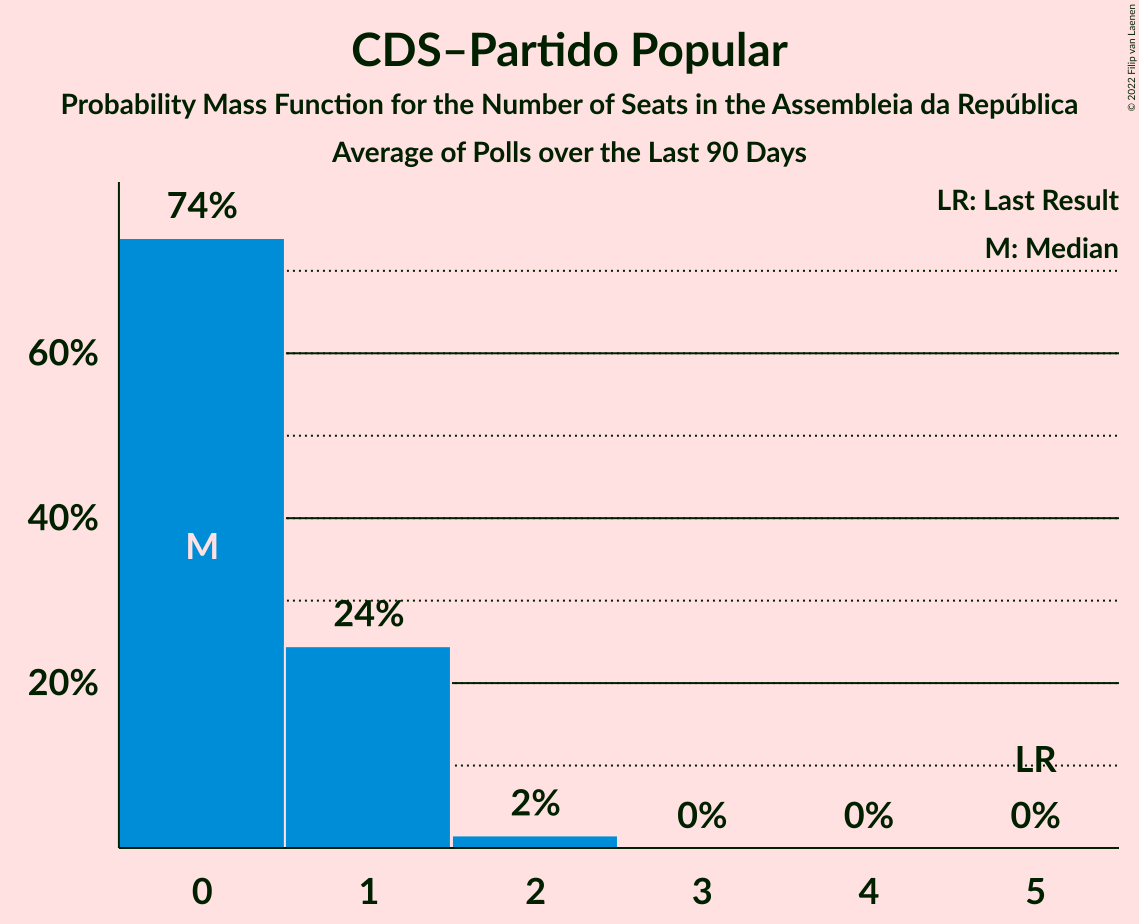 CDS–Partido Popular
Probability Mass Function for the Number of Seats in the Assembleia da República
Average of Polls over the Last 90 Days
© 2022 Filip van Laenen
LR: Last Result
M: Median
74%
60%
40%
20%
M
24%
2%
0%
0%
LR
0%
0
1
2
3
4
5